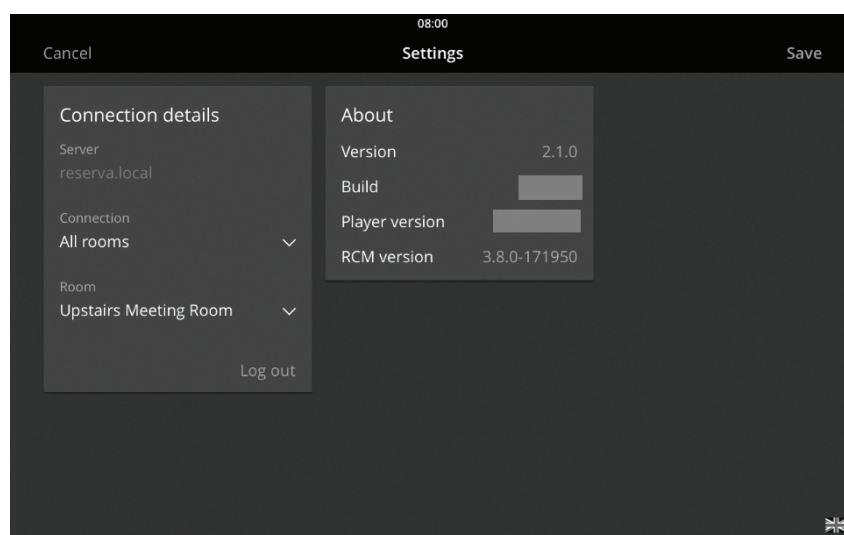 08:00
Cancel Settings Save
Connection details
Server
reserva.local
Connection
All rooms
Room
Upstairs Meeting Room
Log out
About
Version 2.1.0
Build
Player version
RCM version 3.8.0-171950